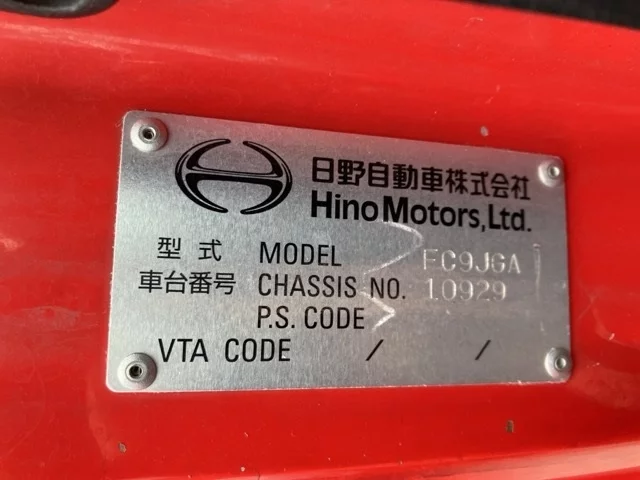 日野自動車株式会社
Hino Motors, Ltd.
型式 MODEL FC9JGA
車台番号 CHASSIS NO. 10929
P.S. CODE
VTA CODE / /